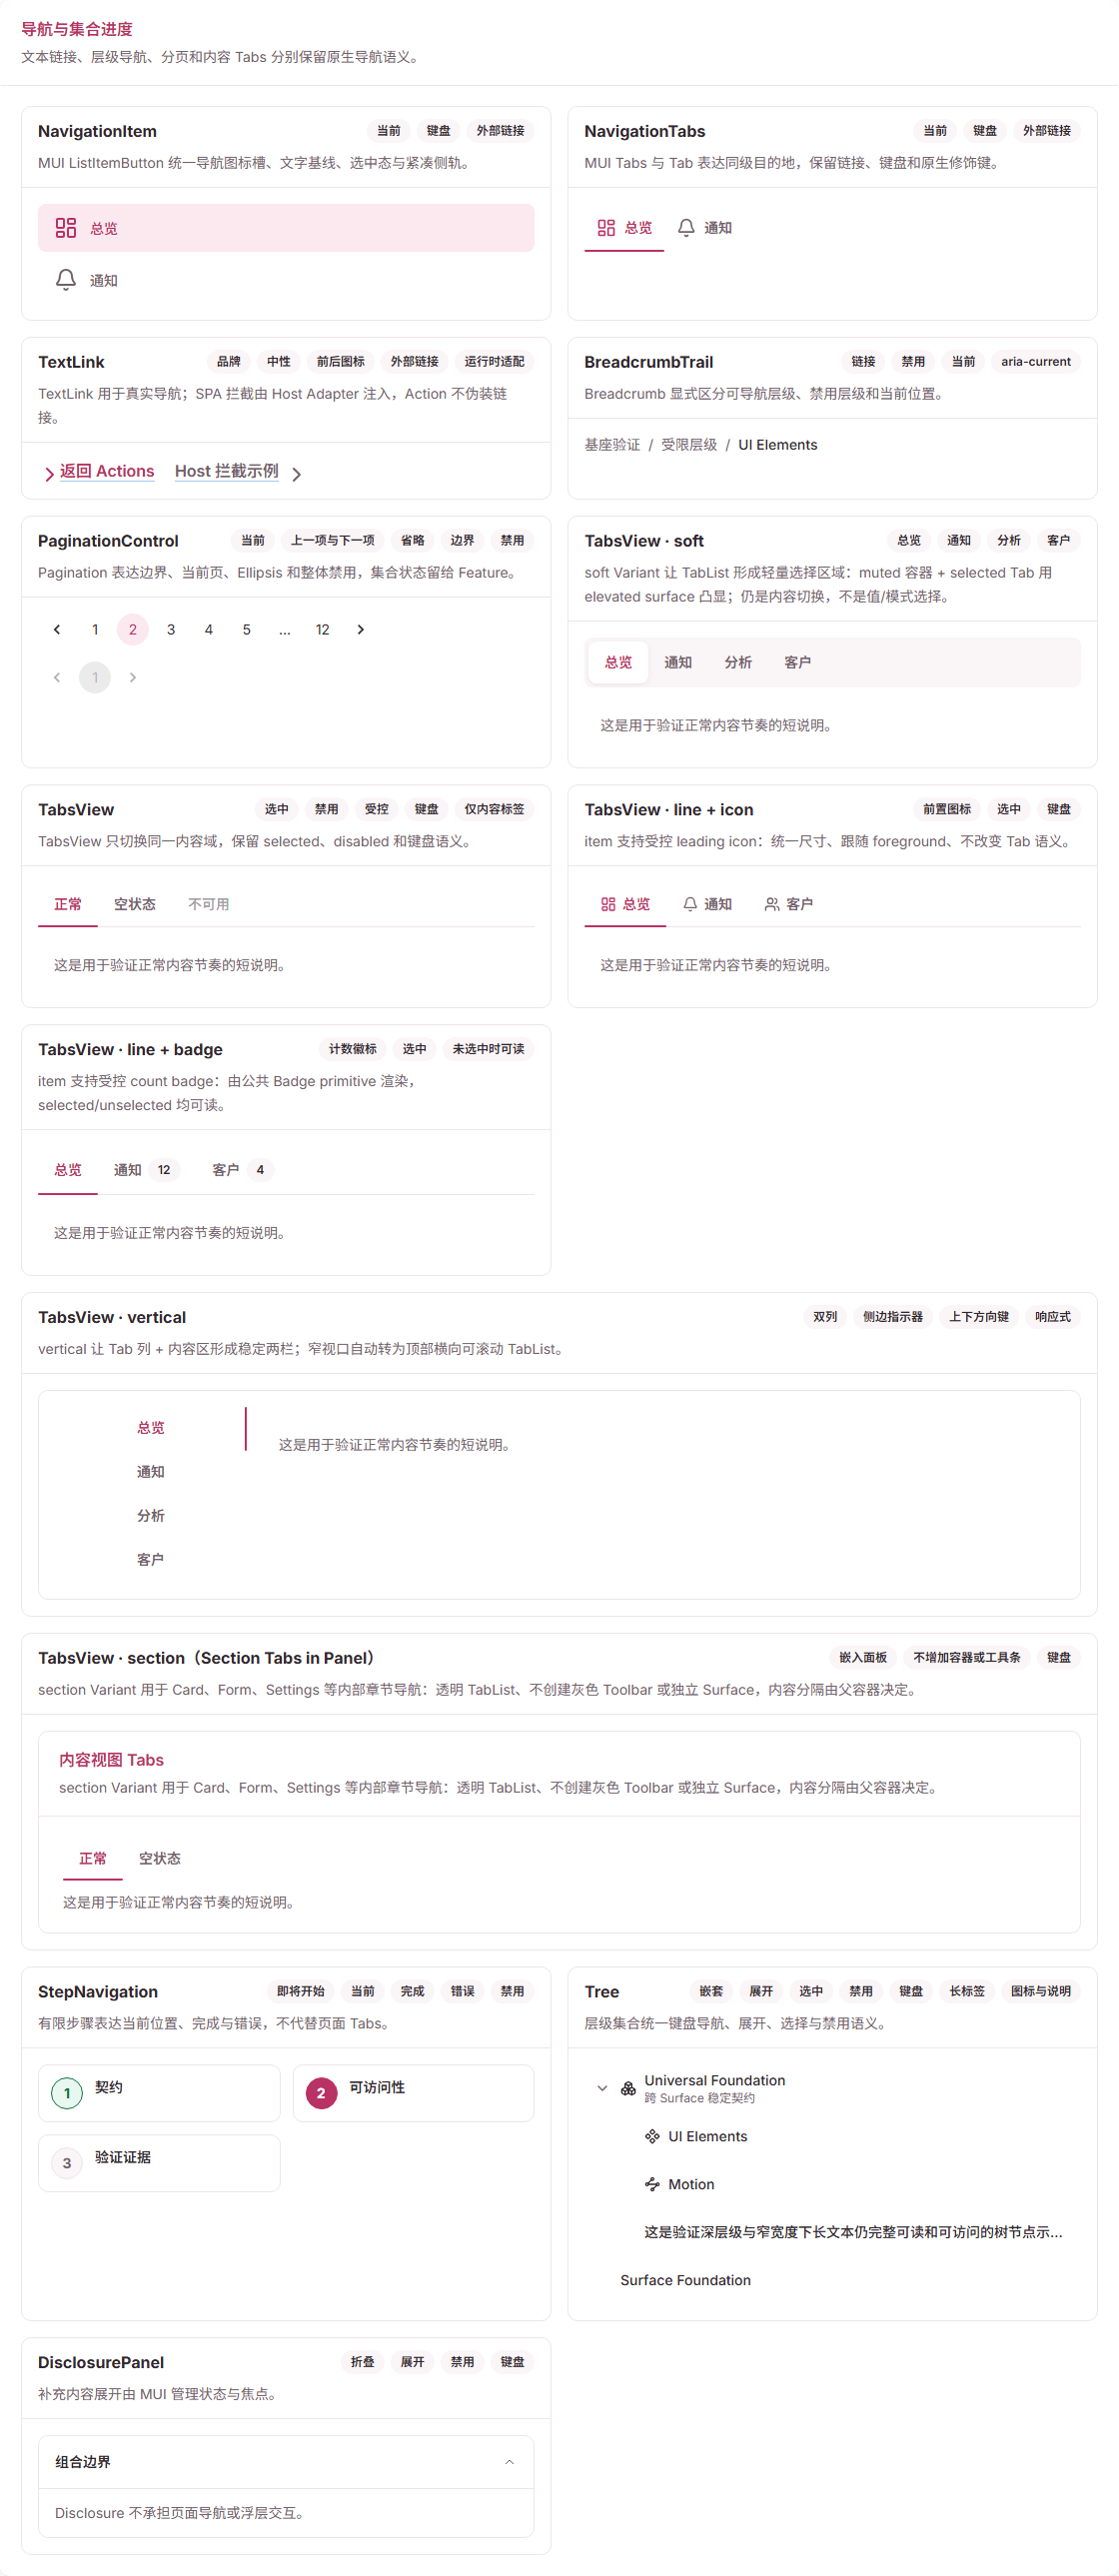 导航与集合进度
文本链接、层级导航、分页和内容 Tabs 分别保留原生导航语义。
NavigationItem 当前 键盘 外部链接
MUI ListItemButton 统一导航图标槽、文字基线、选中态与紧凑侧轨。
总览
通知
NavigationTabs 当前 键盘 外部链接
MUI Tabs 与 Tab 表达同级目的地，保留链接、键盘和原生修饰键。
总览 通知
TextLink 品牌 中性 前后图标 外部链接 运行时适配
TextLink 用于真实导航；SPA 拦截由 Host Adapter 注入，Action 不伪装链
接。
返回 Actions Host 拦截示例
BreadcrumbTrail 链接 禁用 当前 aria-current
Breadcrumb 显式区分可导航层级、禁用层级和当前位置。
基座验证 / 受限层级 / UI Elements
PaginationControl 当前 上一项与下一项 省略 边界 禁用
Pagination 表达边界、当前页、Ellipsis 和整体禁用，集合状态留给 Feature。
1 2 3 4 5 ... 12
1
TabsView · soft 总览 通知 分析 客户
soft Variant 让 TabList 形成轻量选择区域：muted 容器 + selected Tab 用
elevated surface 凸显；仍是内容切换，不是值/模式选择。
总览 通知 分析 客户
这是用于验证正常内容节奏的短说明。
TabsView 选中 禁用 受控 键盘 仅内容标签
TabsView 只切换同一内容域，保留 selected、disabled 和键盘语义。
正常 空状态 不可用
这是用于验证正常内容节奏的短说明。
TabsView · line + icon 前置图标 选中 键盘
item 支持受控 leading icon：统一尺寸、跟随 foreground、不改变 Tab 语义。
总览 通知 客户
这是用于验证正常内容节奏的短说明。
TabsView · line + badge 计数徽标 选中 未选中时可读
item 支持受控 count badge：由公共 Badge primitive 渲染，
selected/unselected 均可读。
总览 通知 12 客户 4
这是用于验证正常内容节奏的短说明。
TabsView · vertical 双列 侧边指示器 上下方向键 响应式
vertical 让 Tab 列 + 内容区形成稳定两栏；窄视口自动转为顶部横向可滚动 TabList。
总览
这是用于验证正常内容节奏的短说明。
通知
分析
客户
TabsView · section（Section Tabs in Panel） 嵌入面板 不增加容器或工具条 键盘
section Variant 用于 Card、Form、Settings 等内部章节导航：透明 TabList、不创建灰色 Toolbar 或独立 Surface，内容分隔由父容器决定。
内容视图 Tabs
section Variant 用于 Card、Form、Settings 等内部章节导航：透明 TabList、不创建灰色 Toolbar 或独立 Surface，内容分隔由父容器决定。
正常 空状态
这是用于验证正常内容节奏的短说明。
StepNavigation 即将开始 当前 完成 错误 禁用
有限步骤表达当前位置、完成与错误，不代替页面 Tabs。
1 契约
2 可访问性
3 验证证据
Tree 嵌套 展开 选中 禁用 键盘 长标签 图标与说明
层级集合统一键盘导航、展开、选择与禁用语义。
Universal Foundation
跨 Surface 稳定契约
UI Elements
Motion
这是验证深层级与窄宽度下长文本仍完整可读和可访问的树节点示...
Surface Foundation
DisclosurePanel 折叠 展开 禁用 键盘
补充内容展开由 MUI 管理状态与焦点。
组合边界
Disclosure 不承担页面导航或浮层交互。